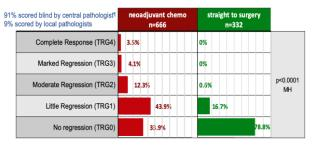 91% scored blind by central pathologist#
9% score by local pathologists
neoadjuvant chemo
n=666
straight to surgery
n=332
Complete Response (TRG4) 3.5% 0%
Marked Regression (TRG3) 4.1% 0%
Moderate Regression (TRG2) 12.3% 0.6%
Little Regression (TRG1) 43.9% 16.7%
No regression (TRG0) 35.9% 78.8%
p<0.0001
MH